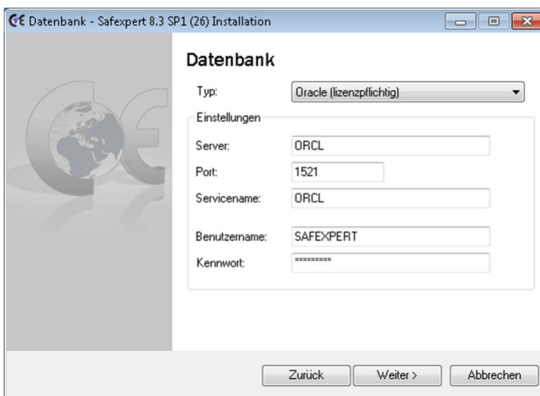 Datenbank - Safexpert 8.3 SP1 (26) Installation
Datenbank
Typ: Oracle (lizenzpflichtig)
Einstellungen
Server: ORCL
Port: 1521
Servicename: ORCL
Benutzername: SAFEXPERT
Kennwort: *********
Zurück Weiter > Abbrechen